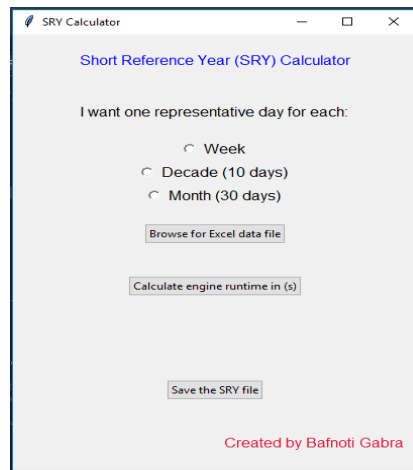 SRY Calculator
Short Reference Year (SRY) Calculator
I want one representative day for each:
Week
Decade (10 days)
Month (30 days)
Browse for Excel data file
Calculate engine runtime in (s)
Save the SRY file
Created by Bafnoti Gabra